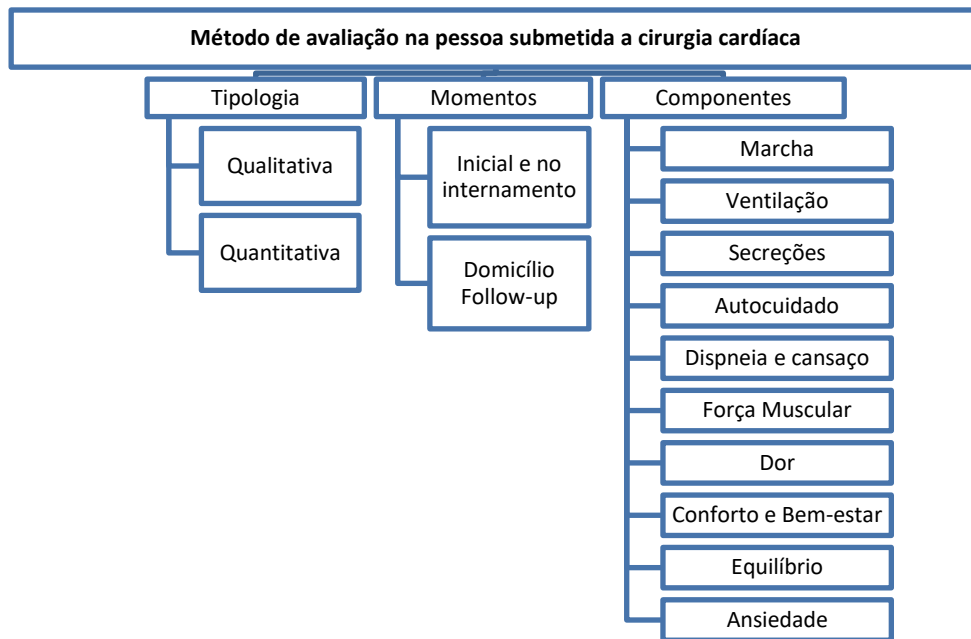 Método de avaliação na pessoa submetida a cirurgia cardíaca
Tipologia
Qualitativa
Quantitativa
Momentos
Inicial e no
internamento
Domicílio
Follow-up
Componentes
Marcha
Ventilação
Secreções
Autocuidado
Dispneia e cansaço
Força Muscular
Dor
Conforto e Bem-estar
Equilíbrio
Ansiedade